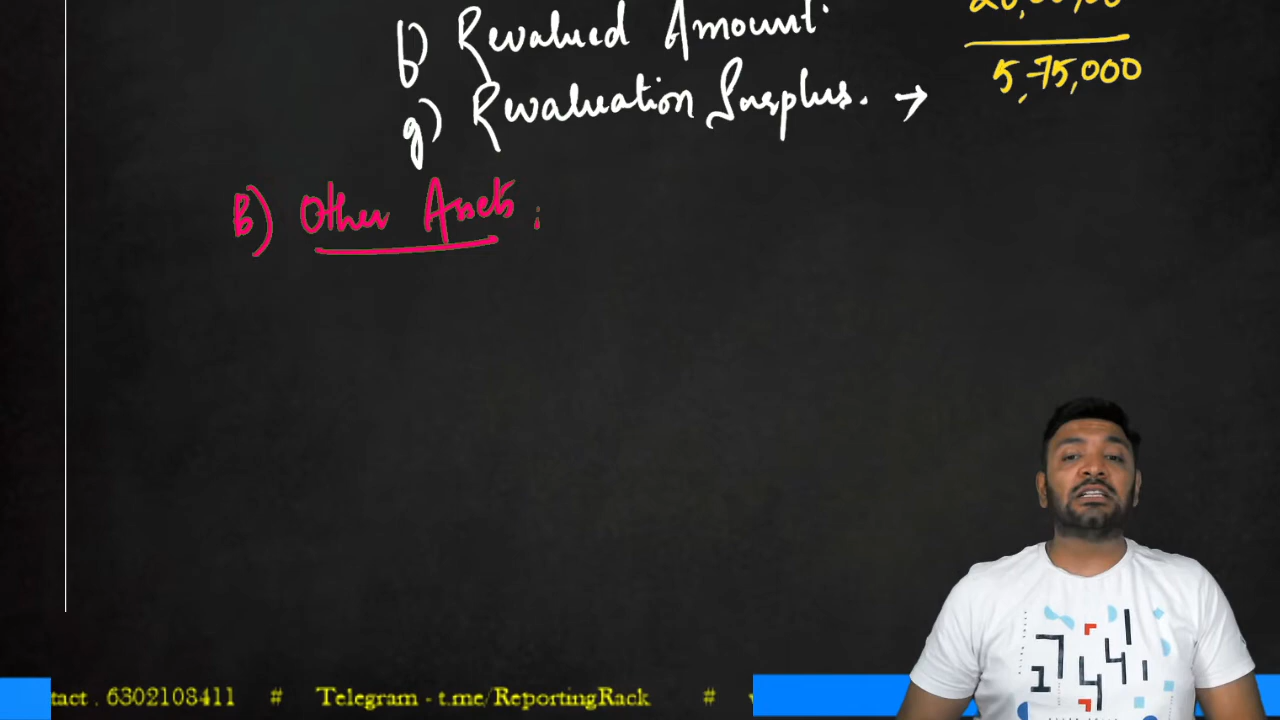 f) Revalued Amount
g) Revaluation Surplus. → 5,75,000
B) Other Assets :
tact . 6302108411 # Telegram - t.me/ReportingRack #